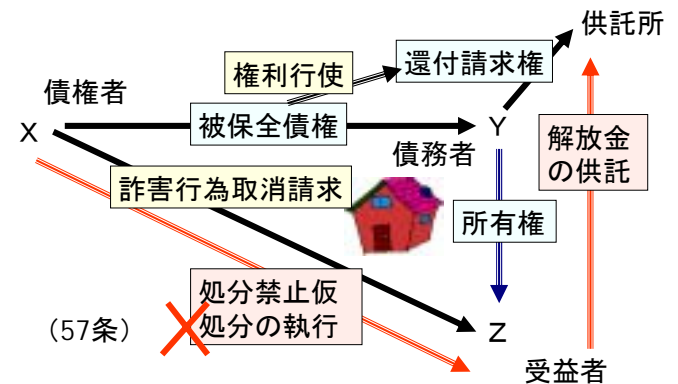 供託所
権利行使
還付請求権
債権者
X
被保全債権
Y
債務者
解放金
の供託
詐害行為取消請求
所有権
処分禁止仮
処分の執行
(57条)
Z
受益者